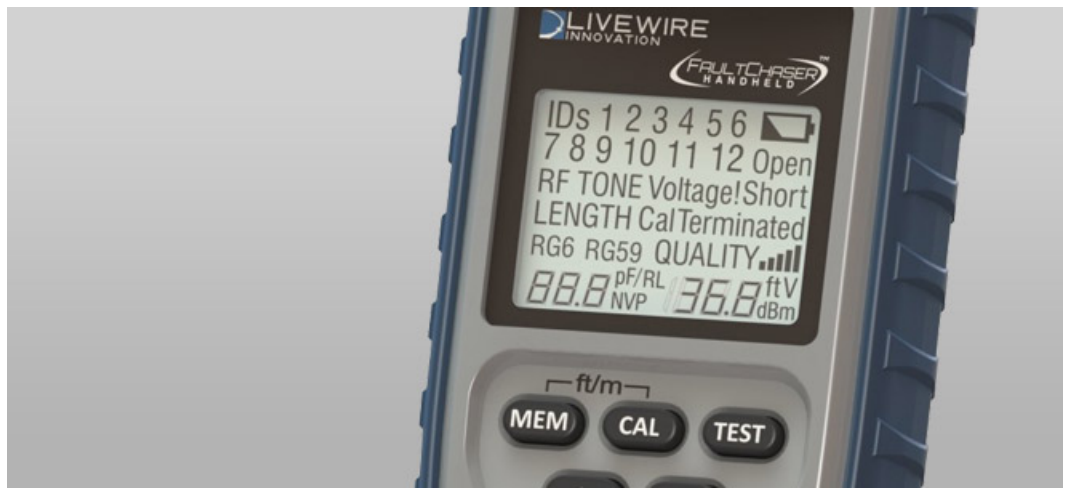 LIVEWIRE
INNOVATION
FAULTCHASER™
HANDHELD
IDs 1 2 3 4 5 6
7 8 9 10 11 12 Open
RF TONE Voltage! Short
LENGTH Cal Terminated
RG6 RG59 QUALITY
88.8 pF/RL NVP 36.8 ftV dBm
ft/m
MEM CAL TEST